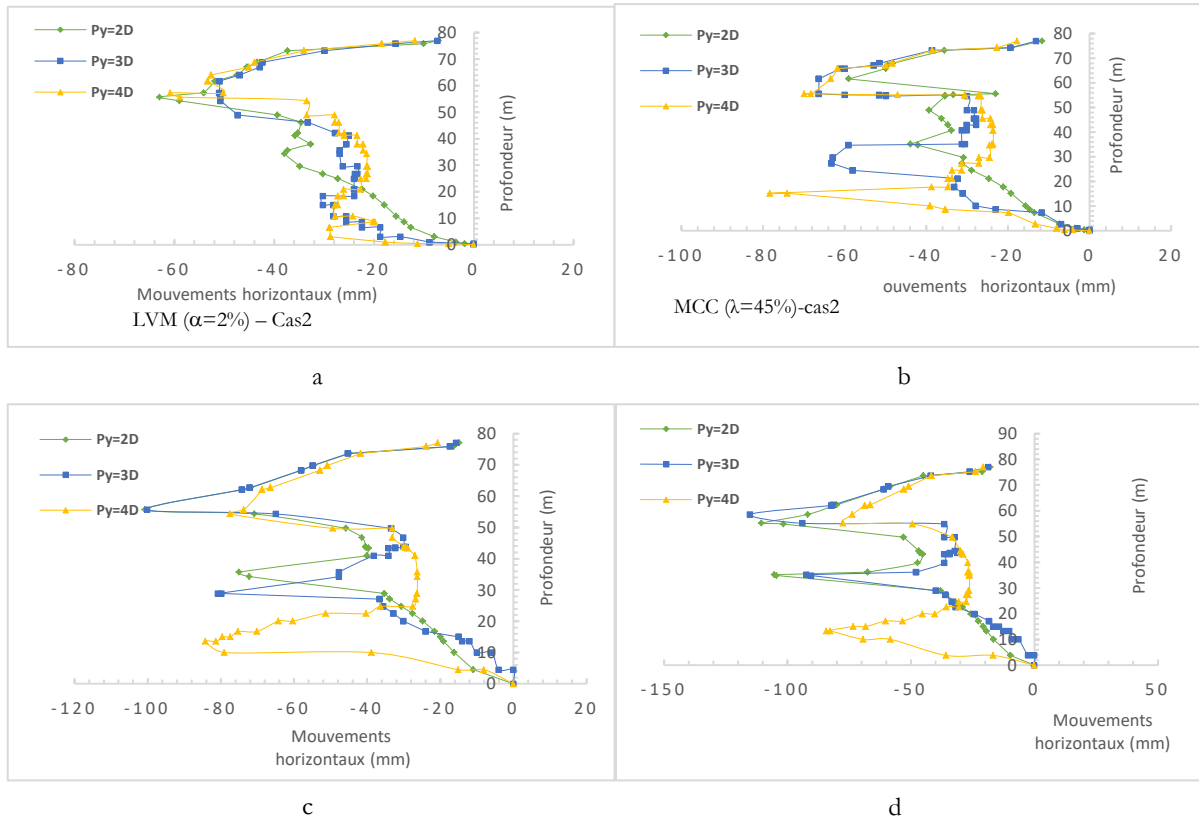 Py=2D
Py=3D
Py=4D
80
70
60
50
40
30
20
10
0
Profondeur (m)
-80 -60 -40 -20 0 20
Mouvements horizontaux (mm)
LVM (α=2%) – Cas2
a
Py=2D
Py=3D
Py=4D
80
70
60
50
40
30
20
10
0
Profondeur (m)
-100 -80 -60 -40 -20 0 20
ouvements horizontaux (mm)
MCC (λ=45%)-cas2
b
Py=2D
Py=3D
Py=4D
80
70
60
50
40
30
20
10
0
Profondeur (m)
-120 -100 -80 -60 -40 -20 0
Mouvements
horizontaux (mm)
c
Py=2D
Py=3D
Py=4D
90
80
70
60
50
40
30
20
10
0
Profondeur (m)
-150 -100 -50 0 50
Mouvements
horizontaux (mm)
d